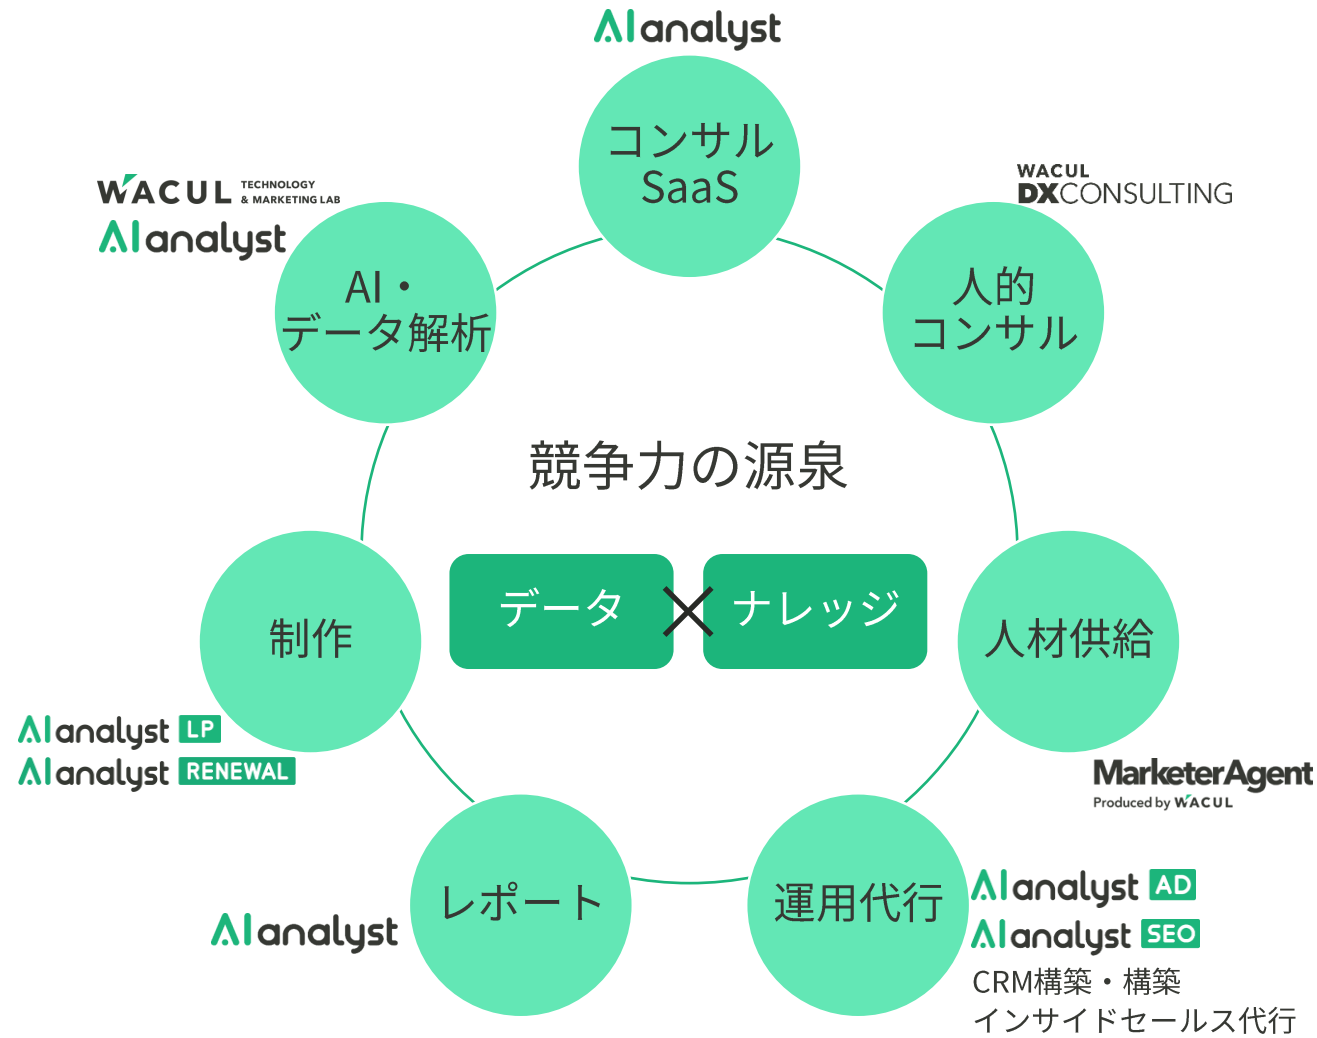 AI analyst
コンサル
SaaS
WACUL
DX CONSULTING
人的
コンサル
WACUL TECHNOLOGY
& MARKETING LAB
AI analyst
AI・
データ解析
競争力の源泉
データ × ナレッジ
制作
AI analyst LP
AI analyst RENEWAL
人材供給
MarketerAgent
Produced by WACUL
レポート
AI analyst
運用代行
AI analyst AD
AI analyst SEO
CRM構築・構築
インサイドセールス代行